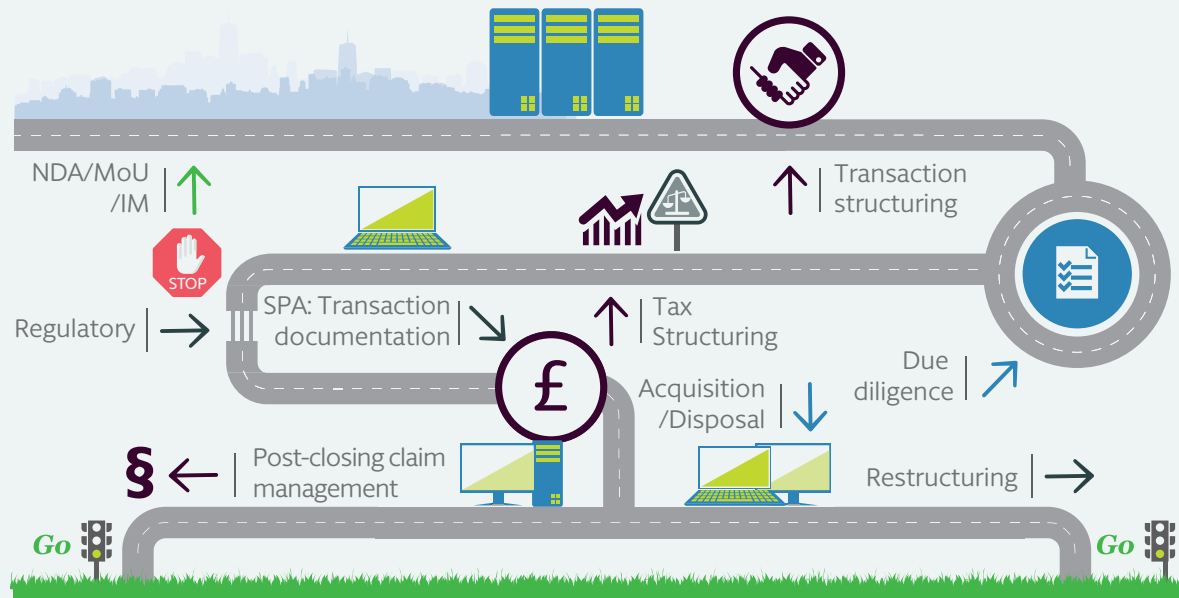 NDA/MoU
/IM
Transaction
structuring
STOP
Regulatory
SPA: Transaction
documentation
Tax
Structuring
£
Due
diligence
Acquisition
/Disposal
§
Post-closing claim
management
Restructuring
Go
Go